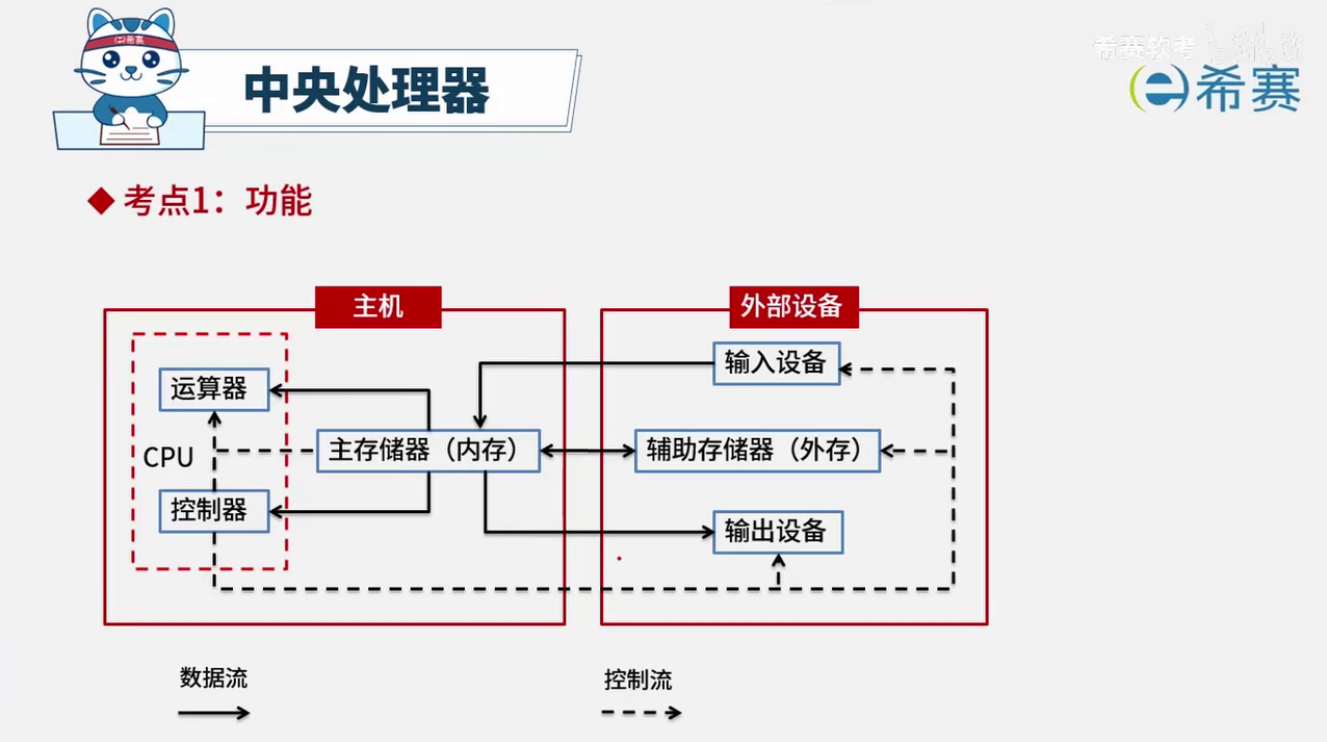 希赛软考
希赛
中央处理器
希赛
考点1：功能
主机
外部设备
输入设备
运算器
CPU
主存储器（内存）
辅助存储器（外存）
控制器
输出设备
数据流
控制流